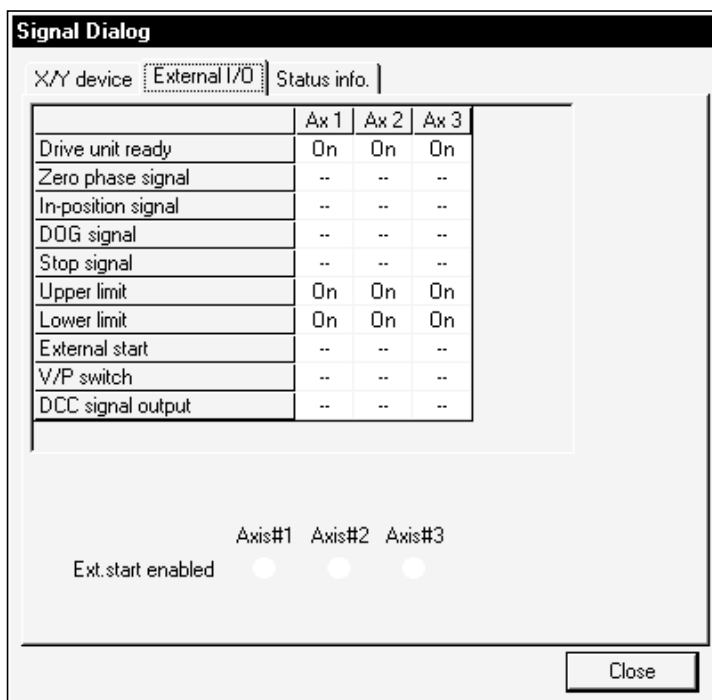 Signal Dialog
X/Y device External I/O Status info.
Ax 1 Ax 2 Ax 3
Drive unit ready On On On
Zero phase signal -- -- --
In-position signal -- -- --
DOG signal -- -- --
Stop signal -- -- --
Upper limit On On On
Lower limit On On On
External start -- -- --
V/P switch -- -- --
DCC signal output -- -- --
Axis#1 Axis#2 Axis#3
Ext.start enabled
Close